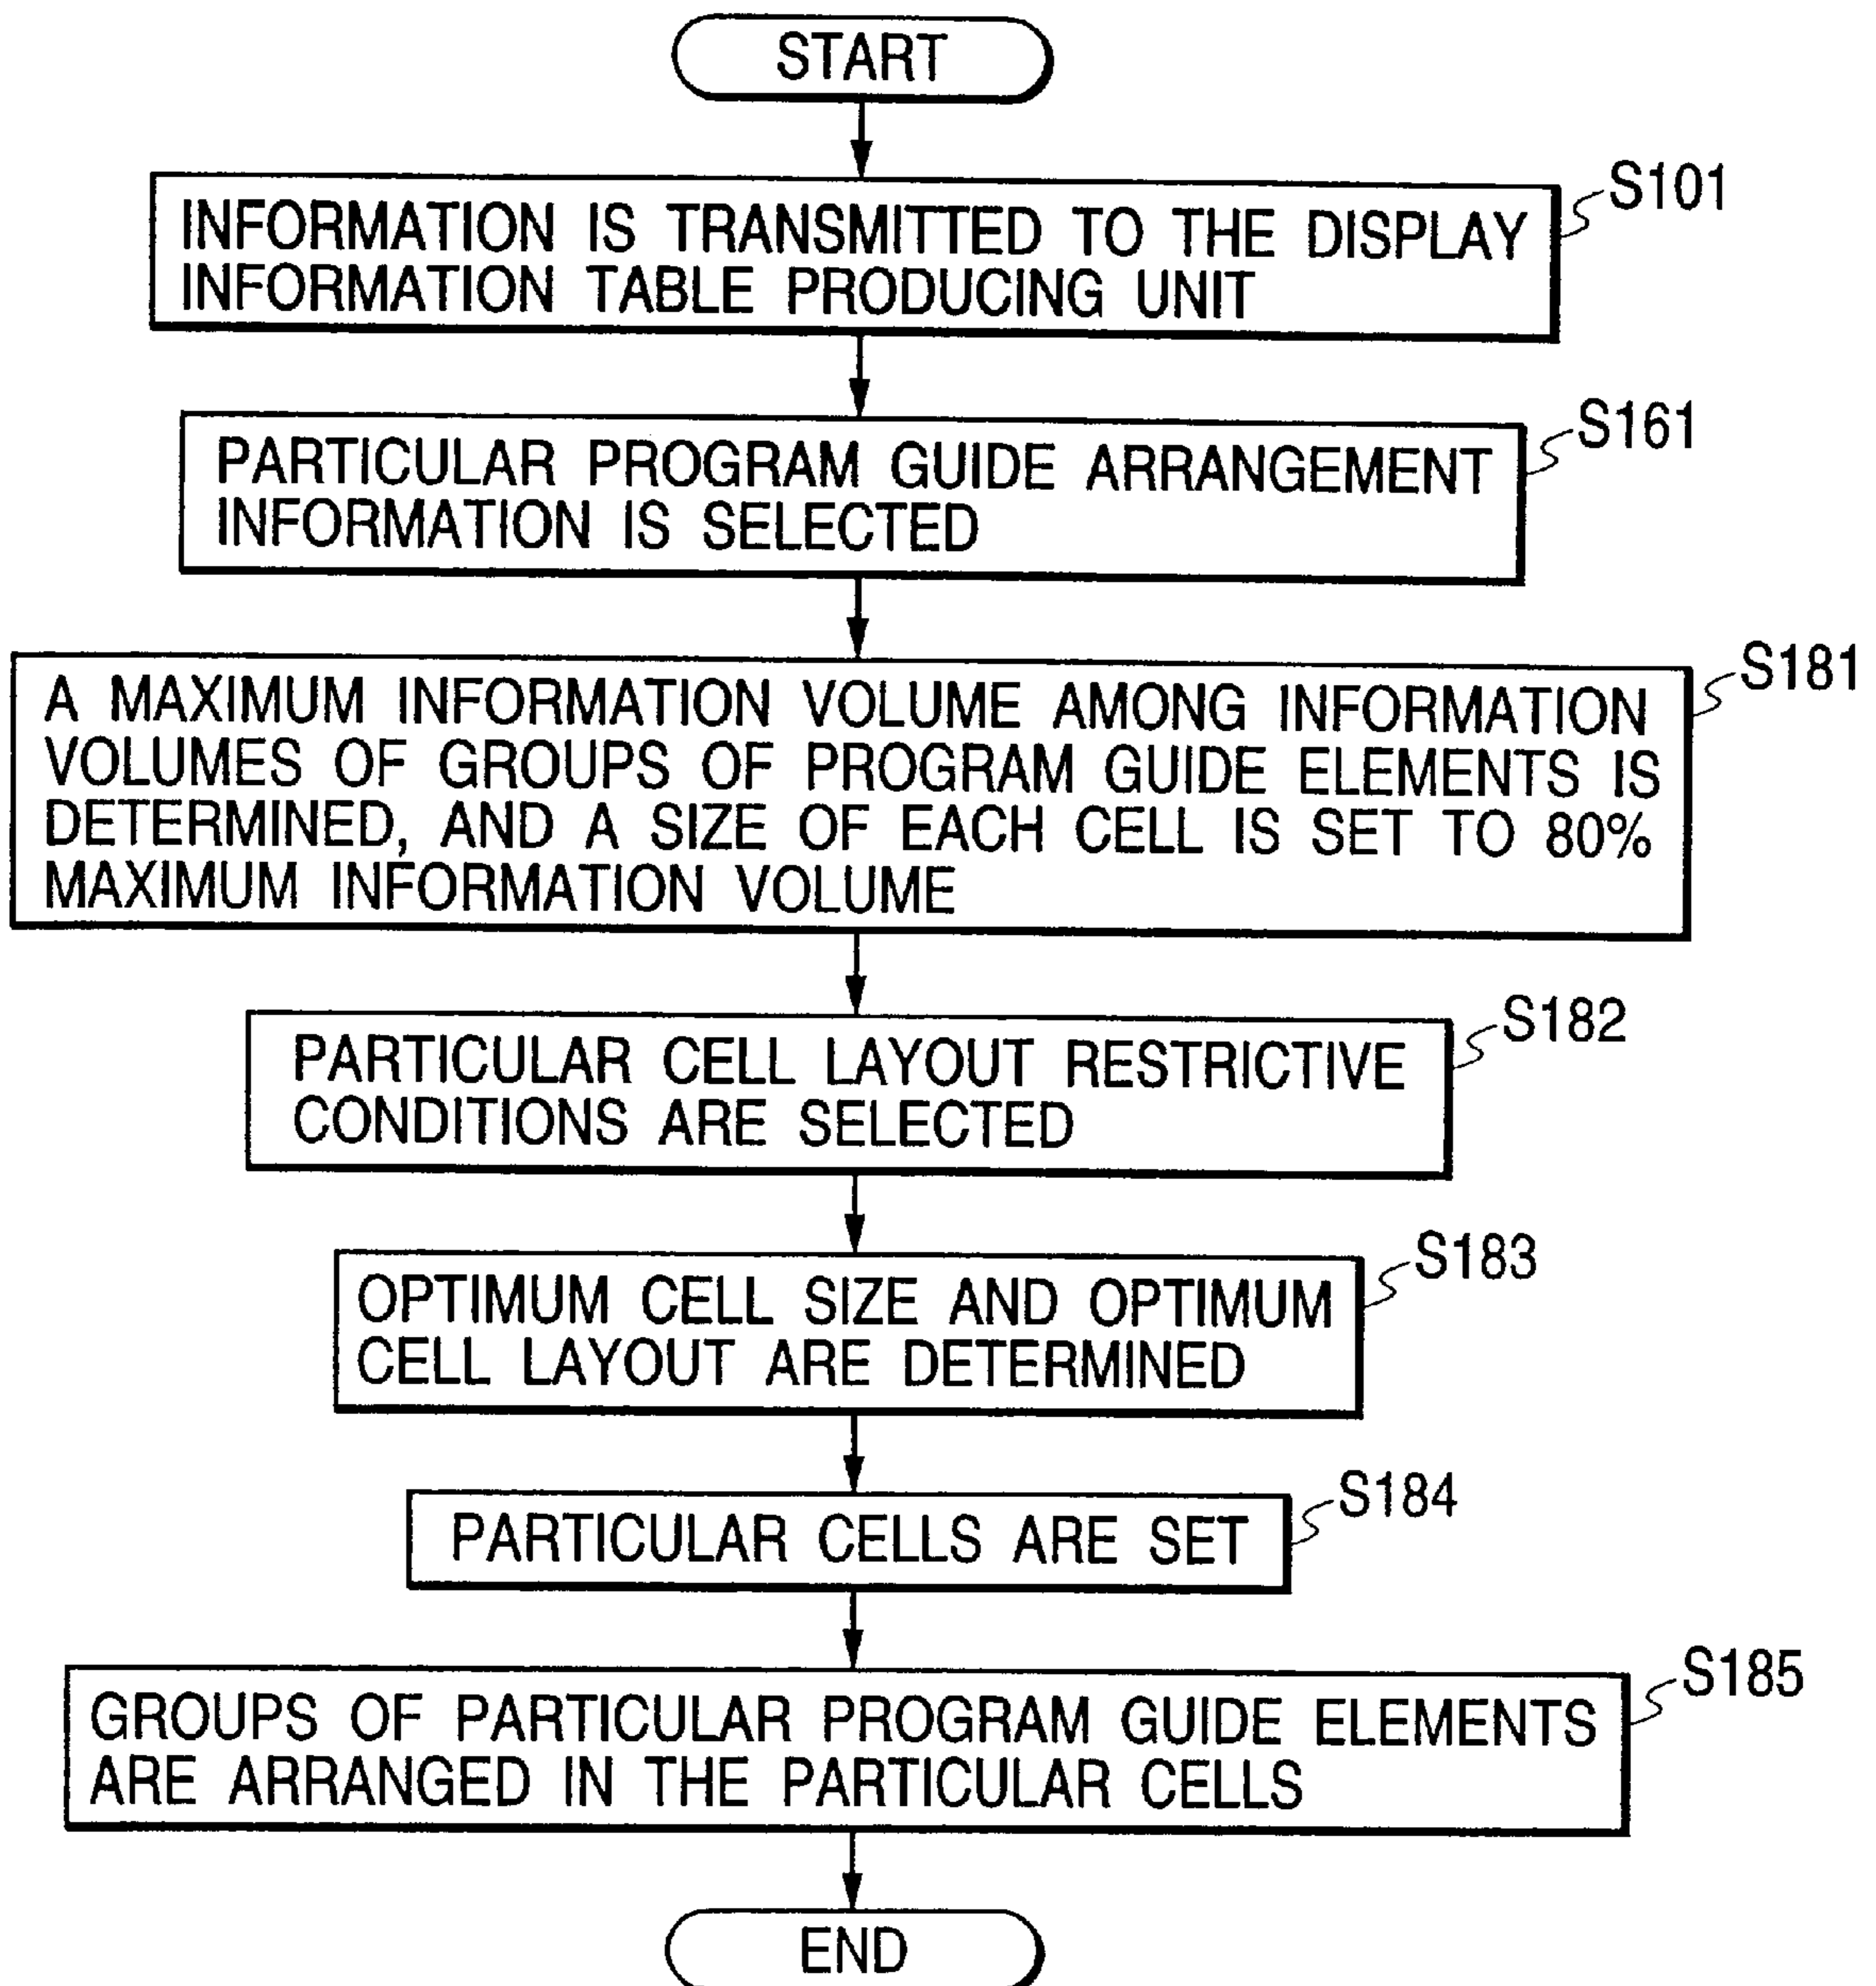 START
S101
INFORMATION IS TRANSMITTED TO THE DISPLAY
INFORMATION TABLE PRODUCING UNIT
S161
PARTICULAR PROGRAM GUIDE ARRANGEMENT
INFORMATION IS SELECTED
S181
A MAXIMUM INFORMATION VOLUME AMONG INFORMATION
VOLUMES OF GROUPS OF PROGRAM GUIDE ELEMENTS IS
DETERMINED, AND A SIZE OF EACH CELL IS SET TO 80%
MAXIMUM INFORMATION VOLUME
S182
PARTICULAR CELL LAYOUT RESTRICTIVE
CONDITIONS ARE SELECTED
S183
OPTIMUM CELL SIZE AND OPTIMUM
CELL LAYOUT ARE DETERMINED
S184
PARTICULAR CELLS ARE SET
S185
GROUPS OF PARTICULAR PROGRAM GUIDE ELEMENTS
ARE ARRANGED IN THE PARTICULAR CELLS
END